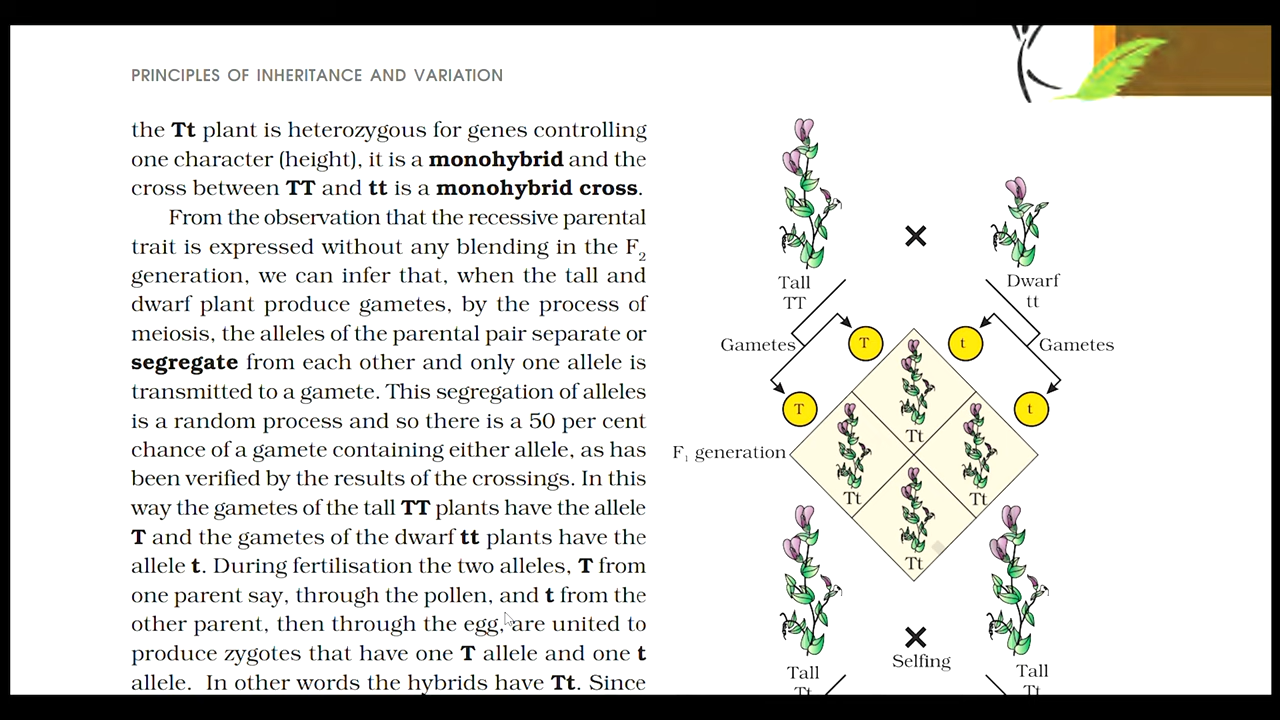 PRINCIPLES OF INHERITANCE AND VARIATION
the Tt plant is heterozygous for genes controlling
one character (height), it is a monohybrid and the
cross between TT and tt is a monohybrid cross.
From the observation that the recessive parental
trait is expressed without any blending in the F₂
generation, we can infer that, when the tall and
dwarf plant produce gametes, by the process of
meiosis, the alleles of the parental pair separate or
segregate from each other and only one allele is
transmitted to a gamete. This segregation of alleles
is a random process and so there is a 50 per cent
chance of a gamete containing either allele, as has
been verified by the results of the crossings. In this
way the gametes of the tall TT plants have the allele
T and the gametes of the dwarf tt plants have the
allele t. During fertilisation the two alleles, T from
one parent say, through the pollen, and t from the
other parent, then through the egg, are united to
produce zygotes that have one T allele and one t
allele. In other words the hybrids have Tt. Since
Tall
TT
Dwarf
tt
Gametes
T
t
Gametes
T
t
Tt
F₁ generation
Tt
Tt
Tt
Selfing
Tall
Tt
Tall
Tt